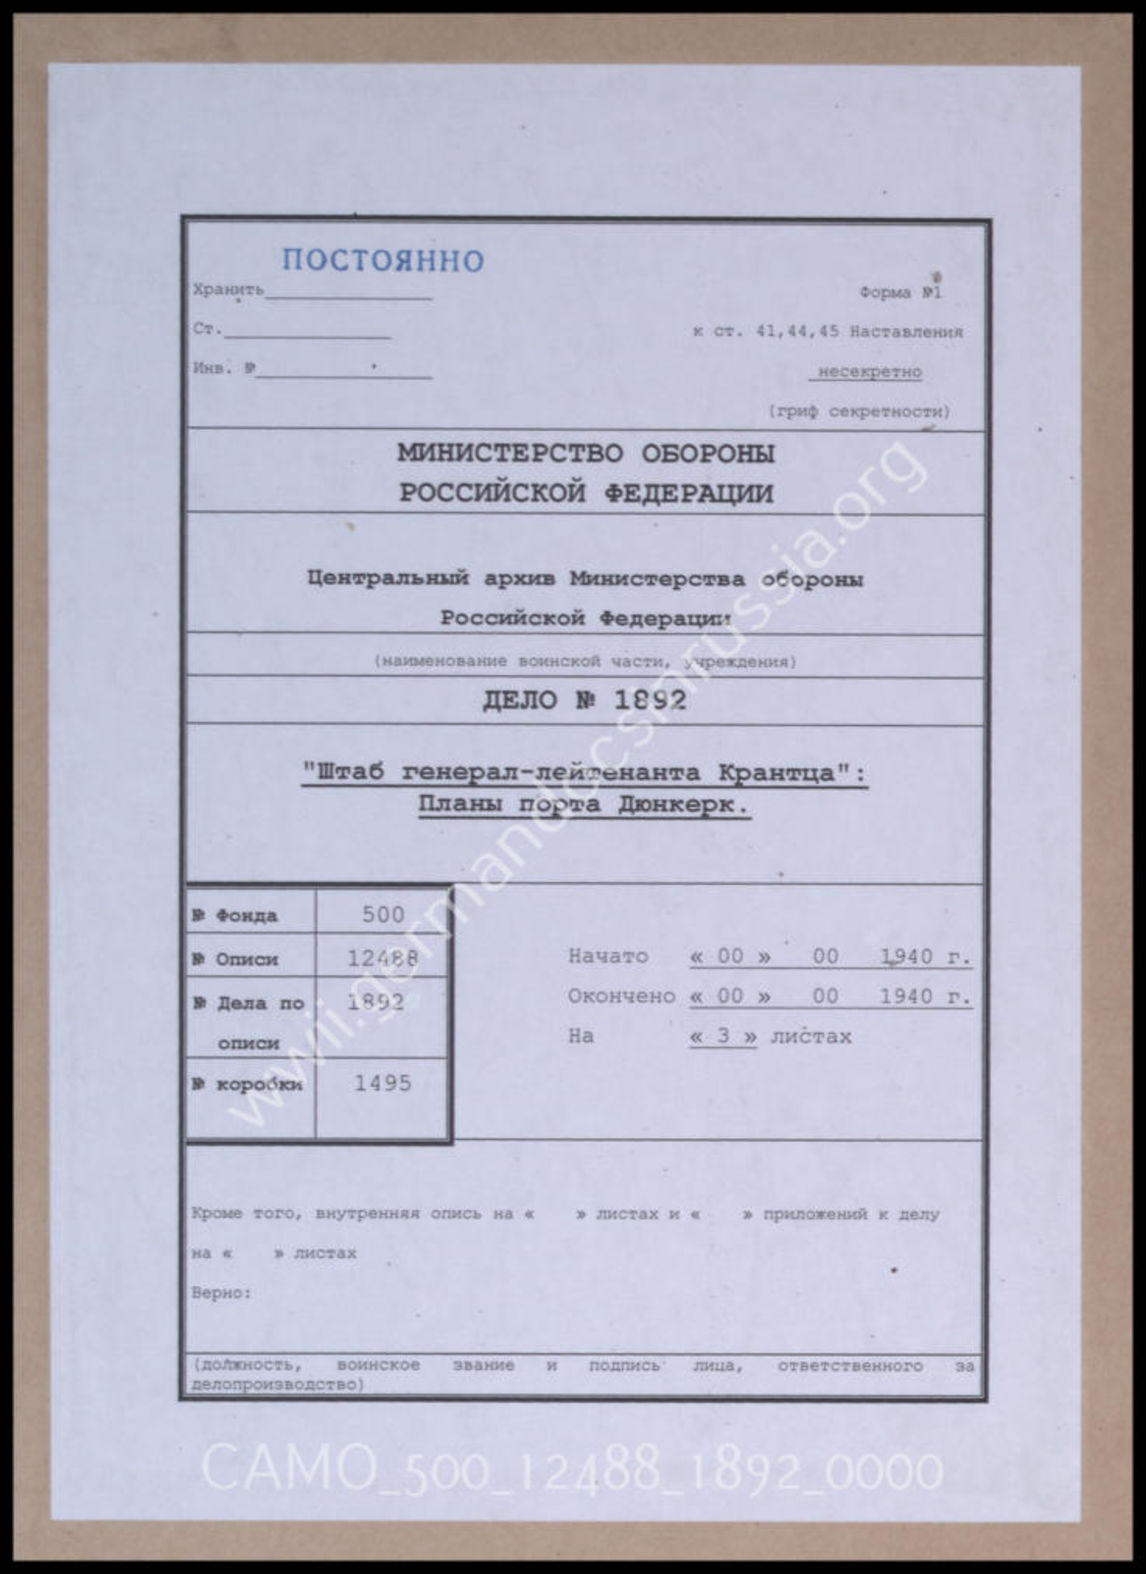 ПОСТОЯННО
Хранить
Форма №1
Ст.
к ст. 41,44,45 Наставления
Инв. №
несекретно
(гриф секретности)
МИНИСТЕРСТВО ОБОРОНЫ
РОССИЙСКОЙ ФЕДЕРАЦИИ
Центральный архив Министерства обороны
Российской Федерации
(наименование воинской части, учреждения)
ДЕЛО № 1892
"Штаб генерал-лейтенанта Крантца":
Планы порта Дюнкерк.
№ Фонда 500
№ Описи 12488
№ Дела по 1892
описи
№ коробки 1495
Начато « 00 » 00 1940 г.
Окончено « 00 » 00 1940 г.
На « 3 » листах
Кроме того, внутренняя опись на « » листах и « » приложений к делу
на « » листах
Верно:
(должность, воинское звание и подпись лица, ответственного за
делопроизводство)
wwii.germandocsinrussia.org
CAMO_500_12488_1892_0000